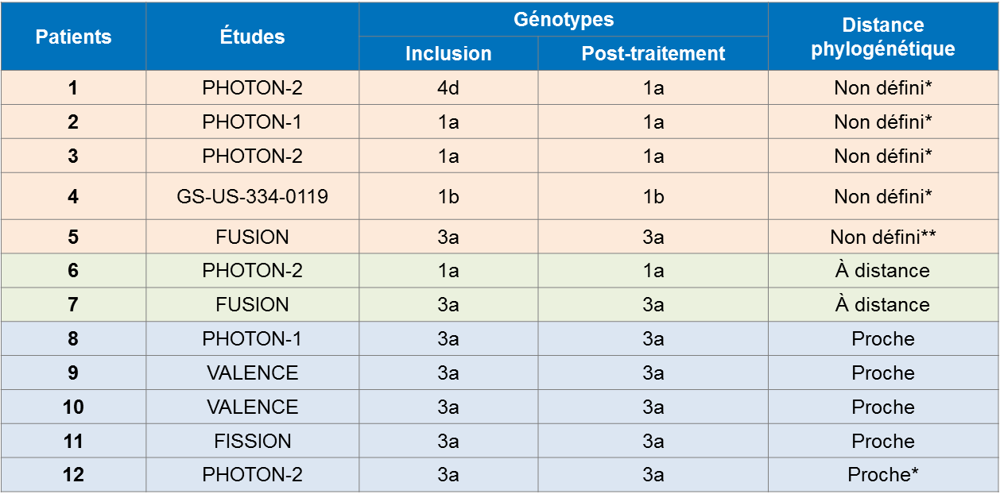 Patients Études Génotypes Distance phylogénétique
Inclusion Post-traitement
1 PHOTON-2 4d 1a Non défini*
2 PHOTON-1 1a 1a Non défini*
3 PHOTON-2 1a 1a Non défini*
4 GS-US-334-0119 1b 1b Non défini*
5 FUSION 3a 3a Non défini**
6 PHOTON-2 1a 1a À distance
7 FUSION 3a 3a À distance
8 PHOTON-1 3a 3a Proche
9 VALENCE 3a 3a Proche
10 VALENCE 3a 3a Proche
11 FISSION 3a 3a Proche
12 PHOTON-2 3a 3a Proche*